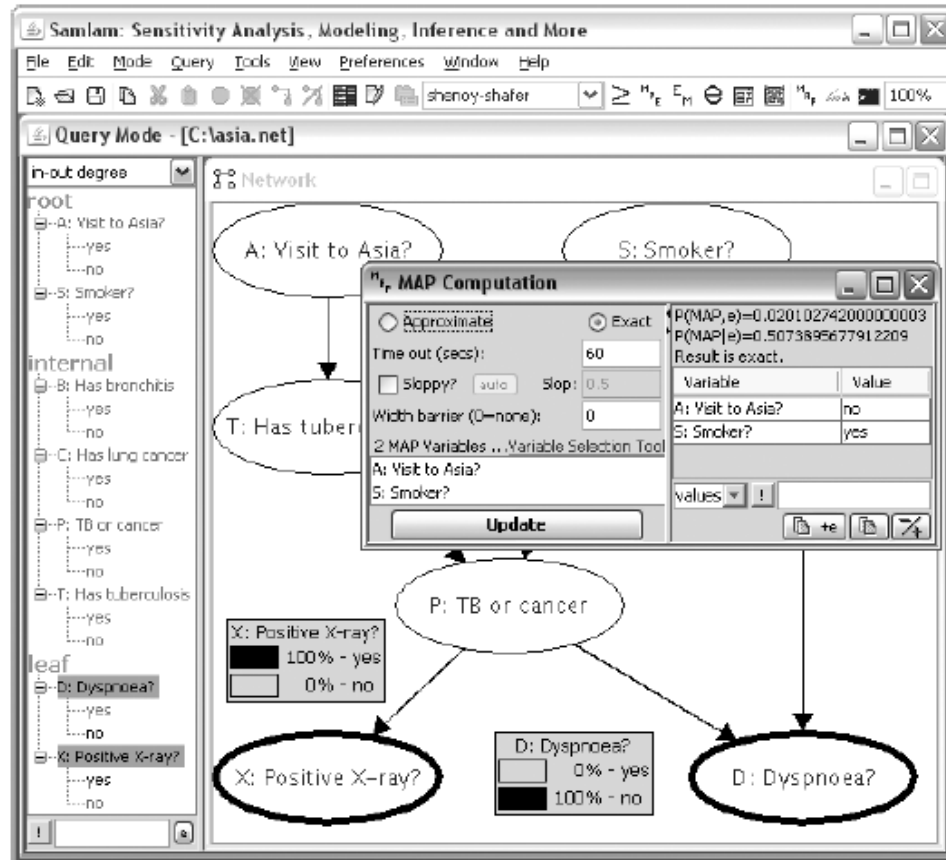 Samlam: Sensitivity Analysis, Modeling, Inference and More
File Edit Mode Query Tools View Preferences Window Help
shenoy-shafer
100%
Query Mode - [C:\asia.net]
in-out degree
root
A: Visit to Asia?
yes
no
S: Smoker?
yes
no
internal
B: Has bronchitis
yes
no
C: Has lung cancer
yes
no
P: TB or cancer
yes
no
T: Has tuberculosis
yes
no
leaf
D: Dyspnoea?
yes
no
X: Positive X-ray?
yes
no
!
Network
A: Visit to Asia?
S: Smoker?
T: Has tuberc
MAP Computation
Approximate Exact
Time out (secs): 60
Sloppy? auto Slop: 0.5
Width barrier (0=none): 0
2 MAP Variables ...Variable Selection Tool
A: Visit to Asia?
S: Smoker?
Update
P(MAP,e)=0.020102742000000003
P(MAP|e)=0.5073895677912209
Result is exact.
Variable Value
A: Visit to Asia? no
S: Smoker? yes
values !
+e
P: TB or cancer
X: Positive X-ray?
100% - yes
0% - no
X: Positive X-ray?
D: Dyspnoea?
0% - yes
100% - no
D: Dyspnoea?